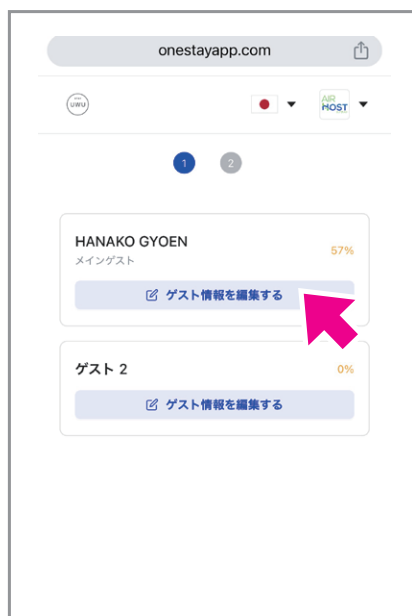 onestayapp.com
UWU
AIR
HOST
1 2
HANAKO GYOEN
57%
メインゲスト
ゲスト情報を編集する
ゲスト 2
0%
ゲスト情報を編集する